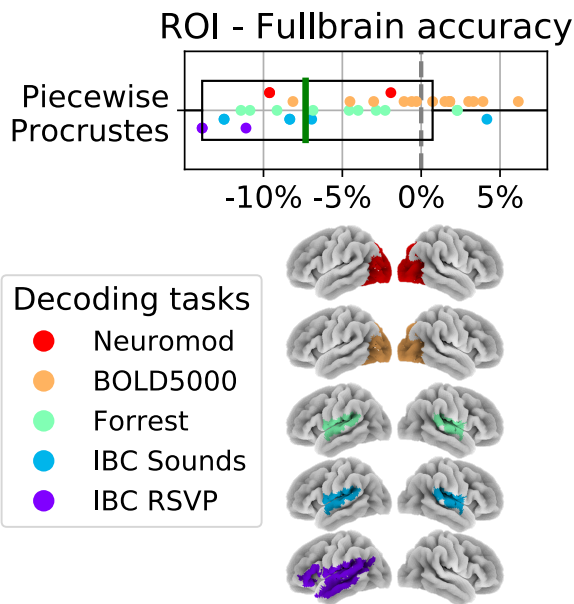 ROI - Fullbrain accuracy
Piecewise
Procrustes
-10% -5% 0% 5%
Decoding tasks
Neuromod
BOLD5000
Forrest
IBC Sounds
IBC RSVP